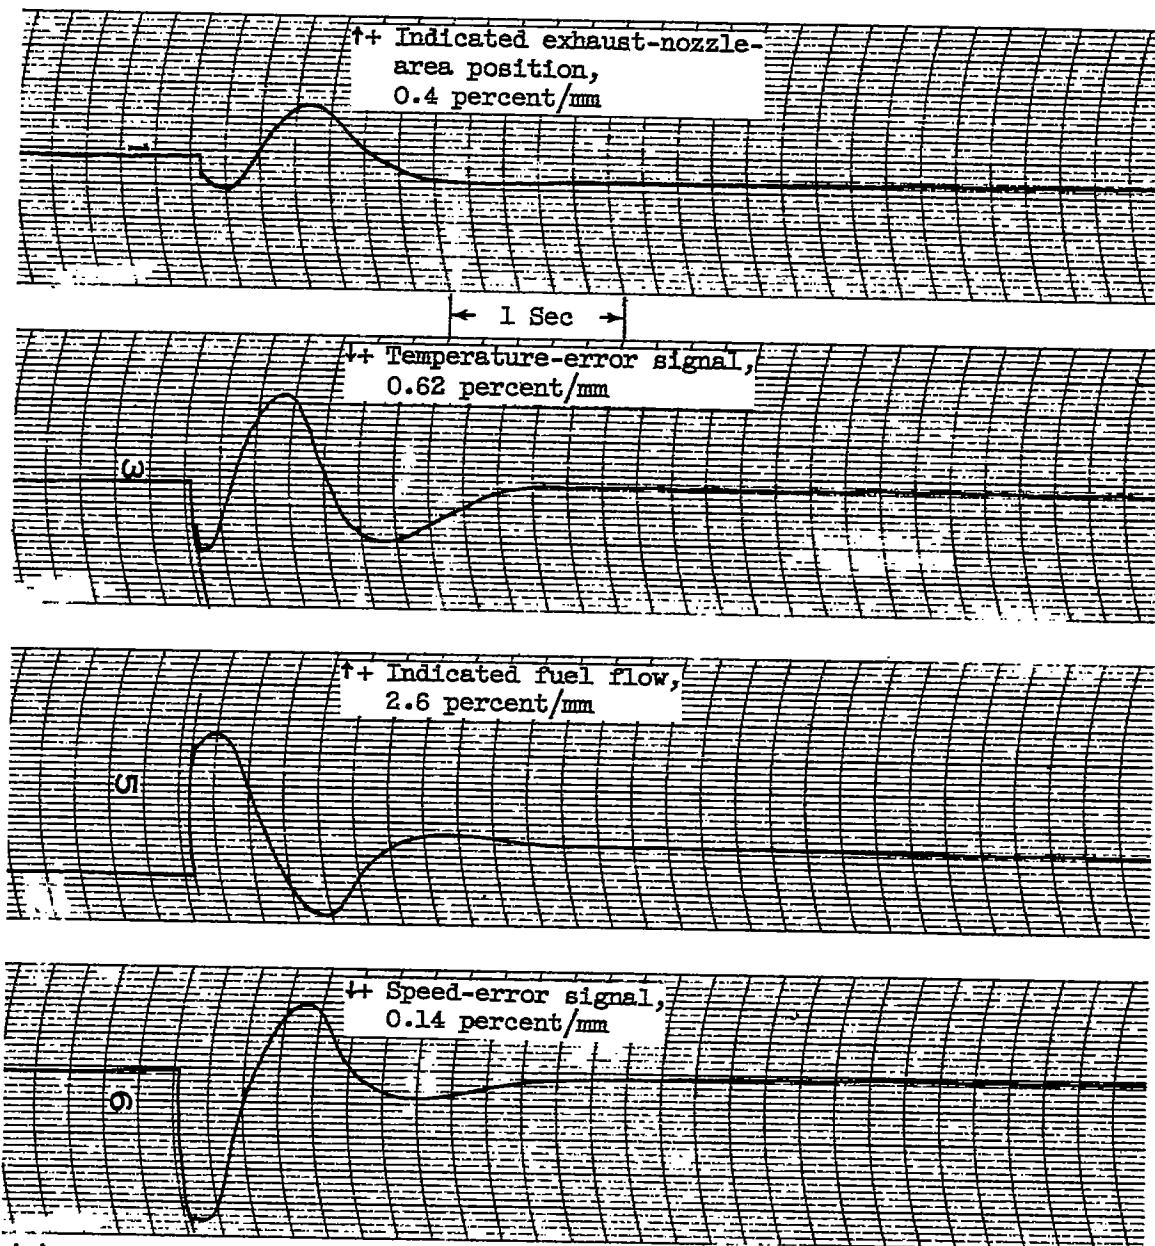 ↑+ Indicated exhaust-nozzle-
area position,
0.4 percent/mm
1
1 Sec
↓+ Temperature-error signal,
0.62 percent/mm
3
↑+ Indicated fuel flow,
2.6 percent/mm
5
↓+ Speed-error signal,
0.14 percent/mm
6